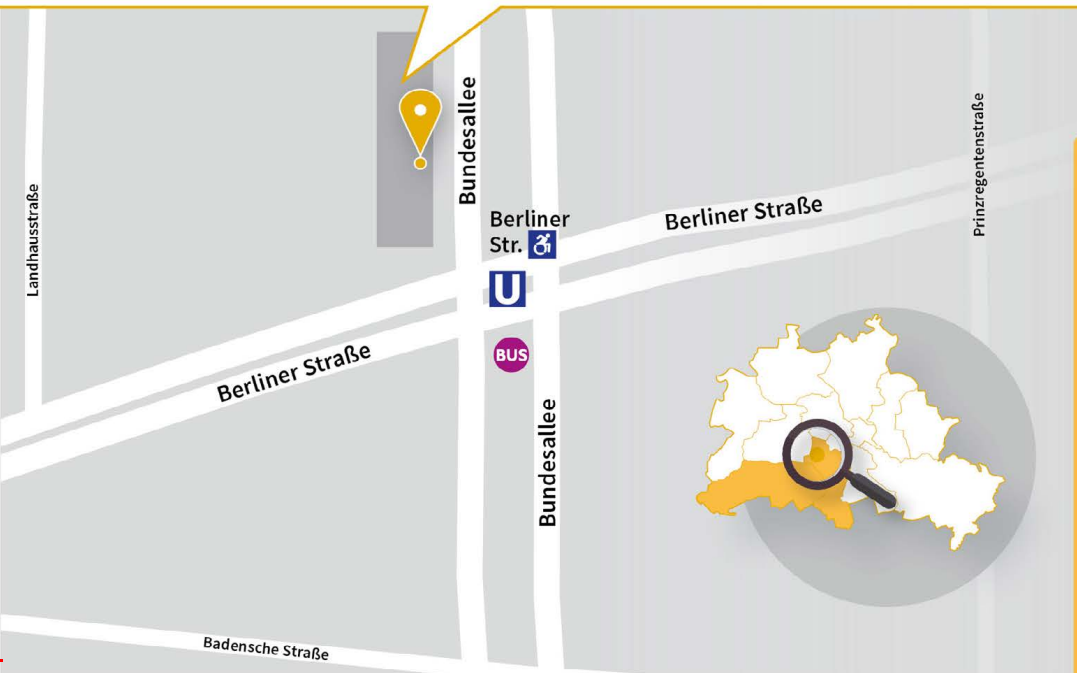 Bundesallee
Prinzregentenstraße
Landhausstraße
Berliner
Str.
Berliner Straße
U
BUS
Berliner Straße
Bundesallee
Badensche Straße